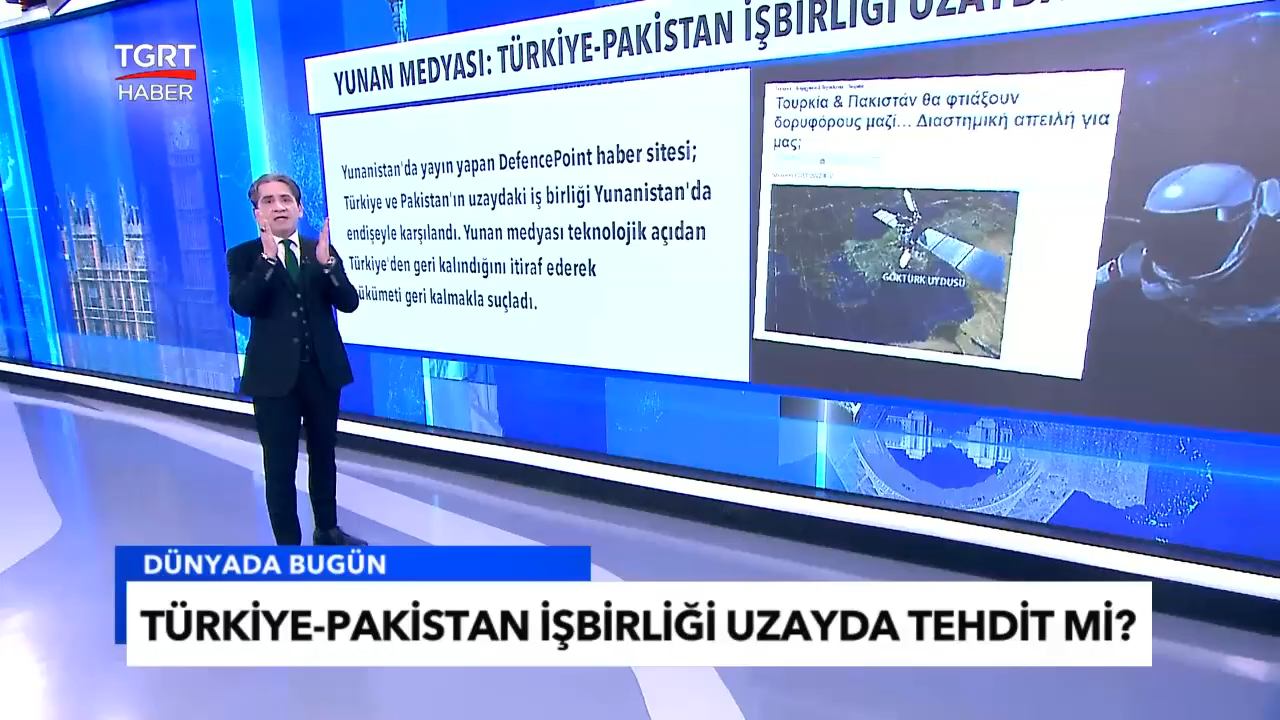 TGRT
HABER
YUNAN MEDYASI: TÜRKİYE-PAKİSTAN İŞBİRLİĞİ UZAYDA
Yunanistan'da yayın yapan DefencePoint haber sitesi;
Türkiye ve Pakistan'ın uzaydaki iş birliği Yunanistan'da
endişeyle karşılandı. Yunan medyası teknolojik açıdan
Türkiye'den geri kalındığını itiraf ederek
ükümeti geri kalmakla suçladı.
Τουρκία & Πακιστάν θα φτιάξουν
δορυφόρους μαζί... Διαστημική απειλή για
μας;
GÖKTÜRK UYDUSU
DÜNYADA BUGÜN
TÜRKİYE-PAKİSTAN İŞBİRLİĞİ UZAYDA TEHDİT Mİ?